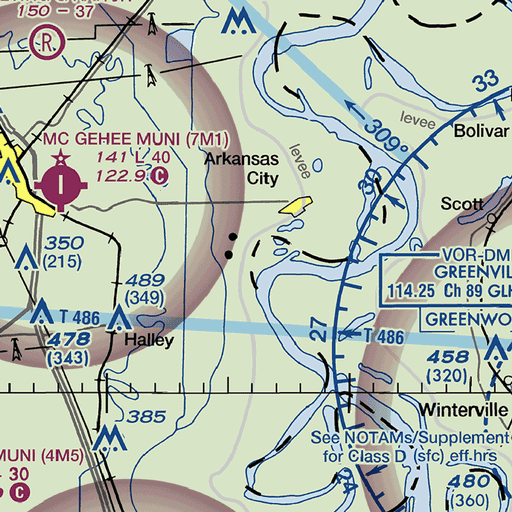 150 - 37
R
33
309°
levee
Bolivar
MC GEHEE MUNI (7M1)
141 L 40
122.9 C
Arkansas
City
levee
30
Scott
350
(215)
VOR-DM
GREENVIL
114.25 Ch 89 GLH
489
(349)
T 486
27
T 486
GREENWO
478
(343)
Halley
458
(320)
385
Winterville
See NOTAMs/Supplement
for Class D (sfc) eff hrs
MUNI (4M5)
30
C
24
480
(360)